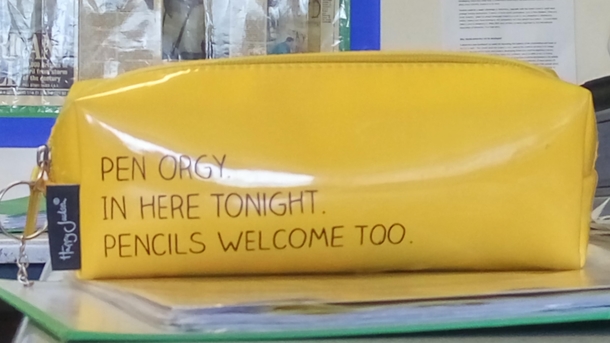 PEN ORGY.
IN HERE TONIGHT.
PENCILS WELCOME TOO.